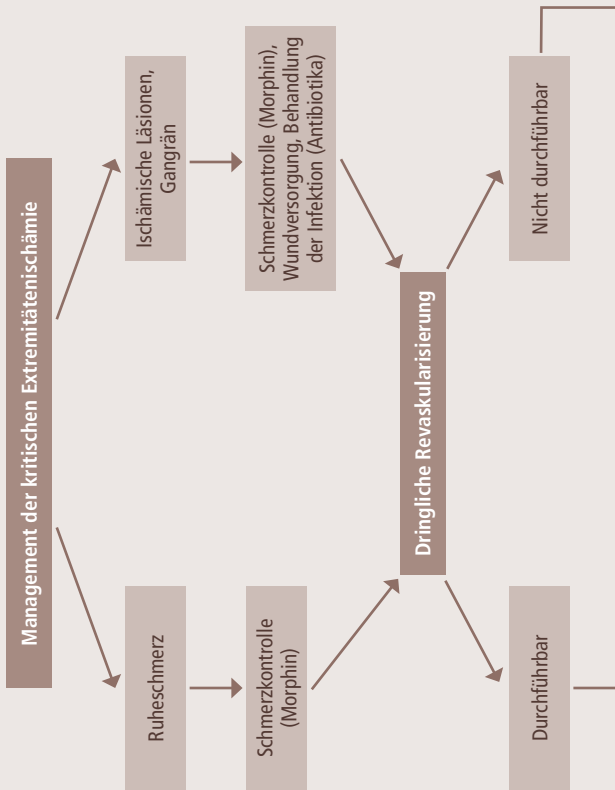 Management der kritischen Extremitätenischämie
Ruheschmerz
Ischämische Läsionen,
Gangrän
Schmerzkontrolle
(Morphin)
Schmerzkontrolle (Morphin),
Wundversorgung, Behandlung
der Infektion (Antibiotika)
Dringliche Revaskularisierung
Durchführbar
Nicht durchführbar